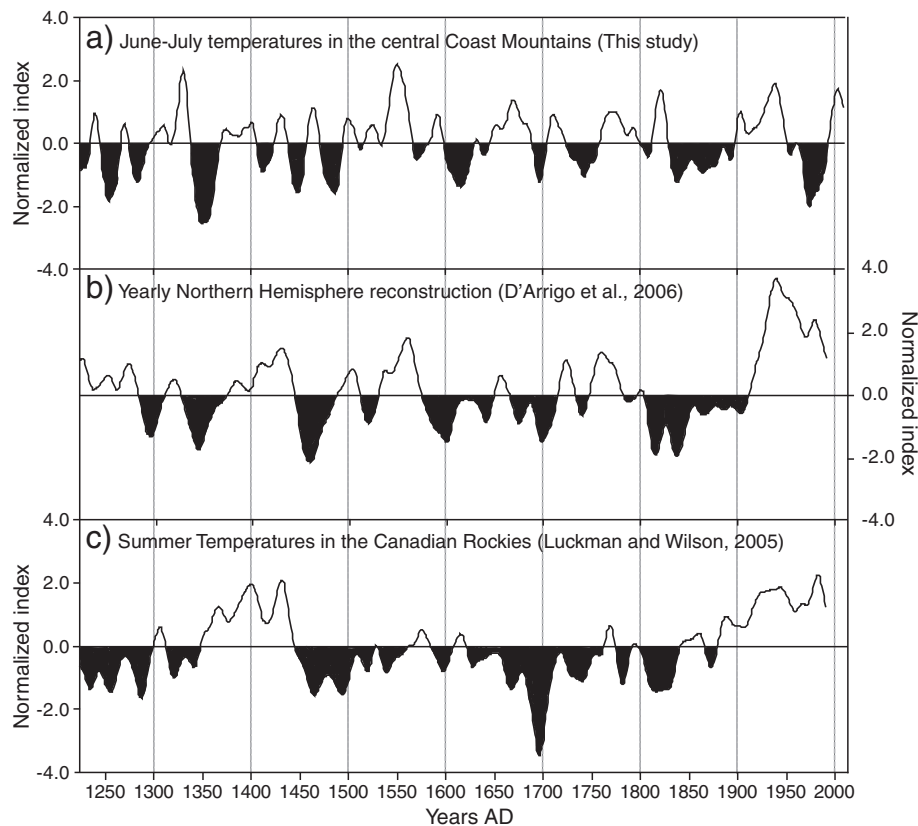 4.0
a) June-July temperatures in the central Coast Mountains (This study)
2.0
0.0
-2.0
-4.0
Normalized index
4.0
b) Yearly Northern Hemisphere reconstruction (D'Arrigo et al., 2006)
2.0
0.0
-2.0
-4.0
Normalized index
4.0
c) Summer Temperatures in the Canadian Rockies (Luckman and Wilson, 2005)
2.0
0.0
-2.0
-4.0
Normalized index
1250 1300 1350 1400 1450 1500 1550 1600 1650 1700 1750 1800 1850 1900 1950 2000
Years AD